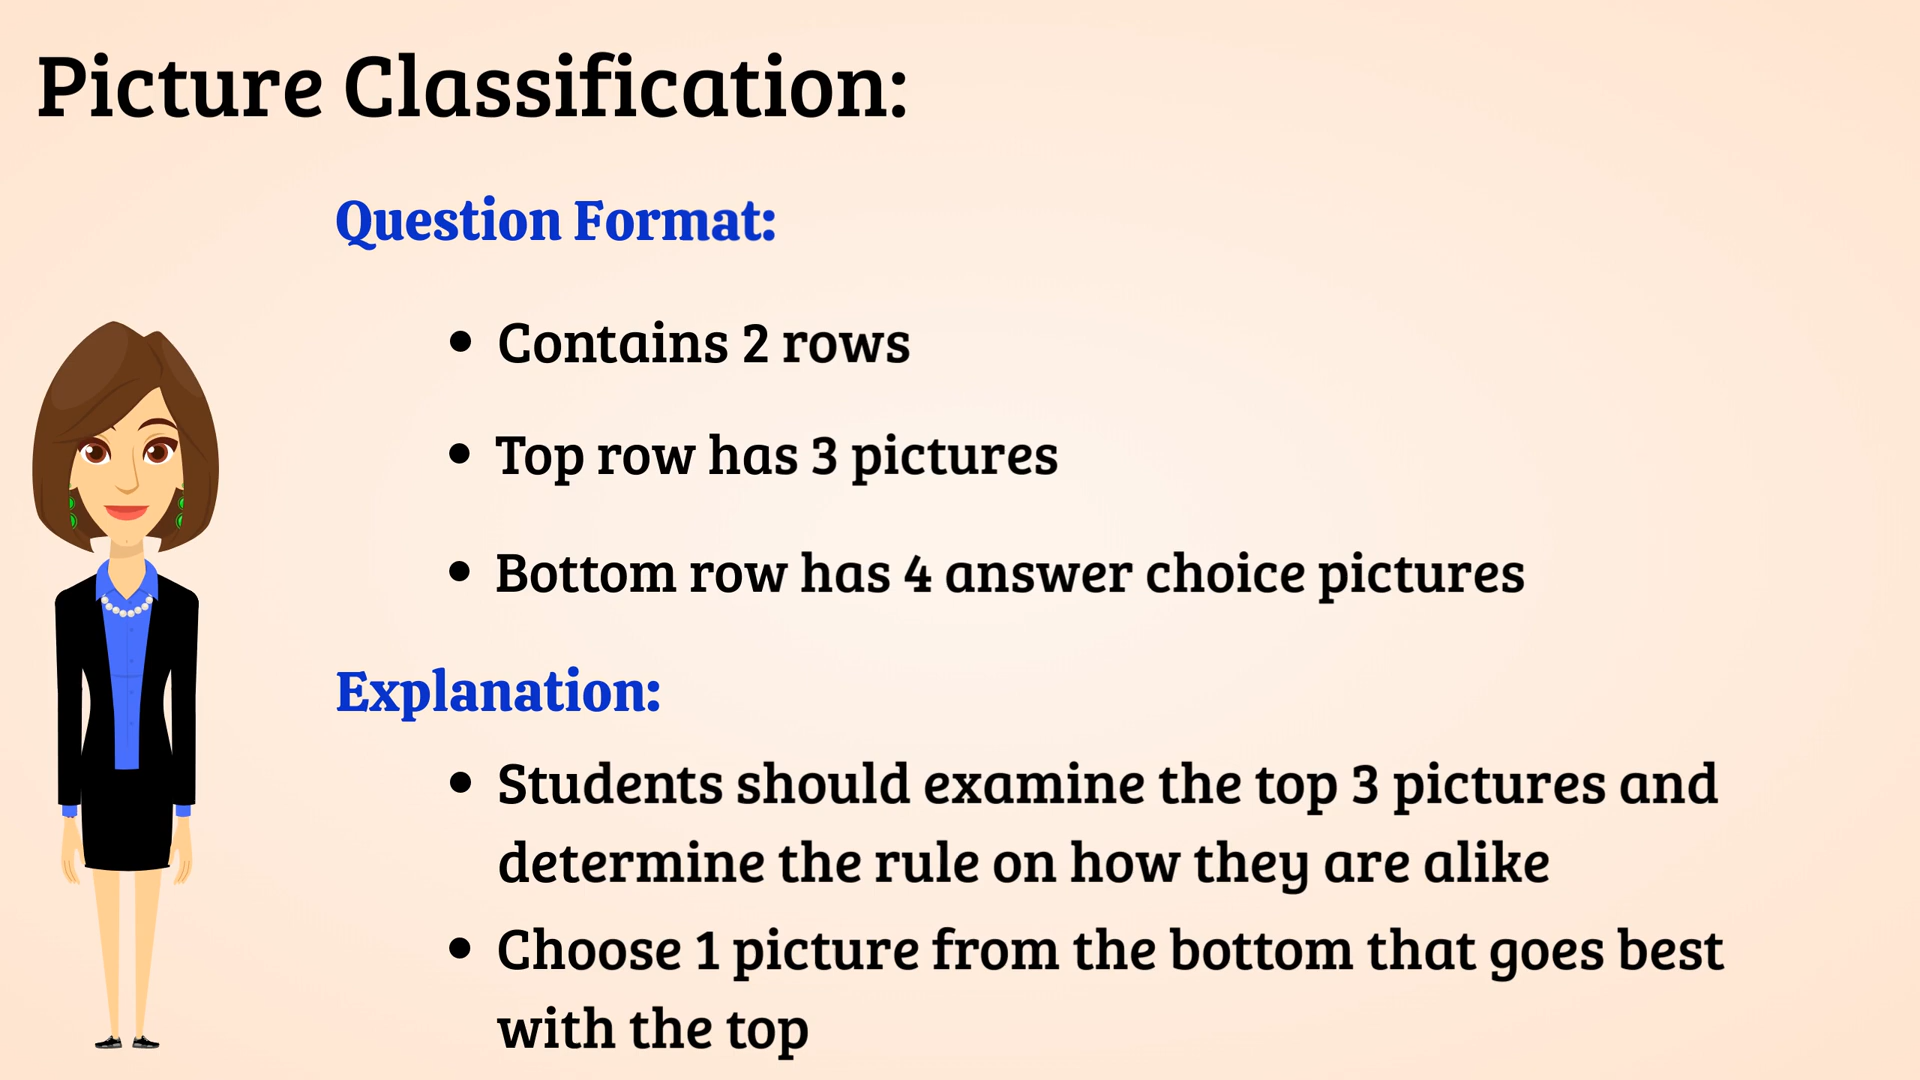 Picture Classification:
Question Format:
• Contains 2 rows
• Top row has 3 pictures
• Bottom row has 4 answer choice pictures
Explanation:
• Students should examine the top 3 pictures and
determine the rule on how they are alike
• Choose 1 picture from the bottom that goes best
with the top